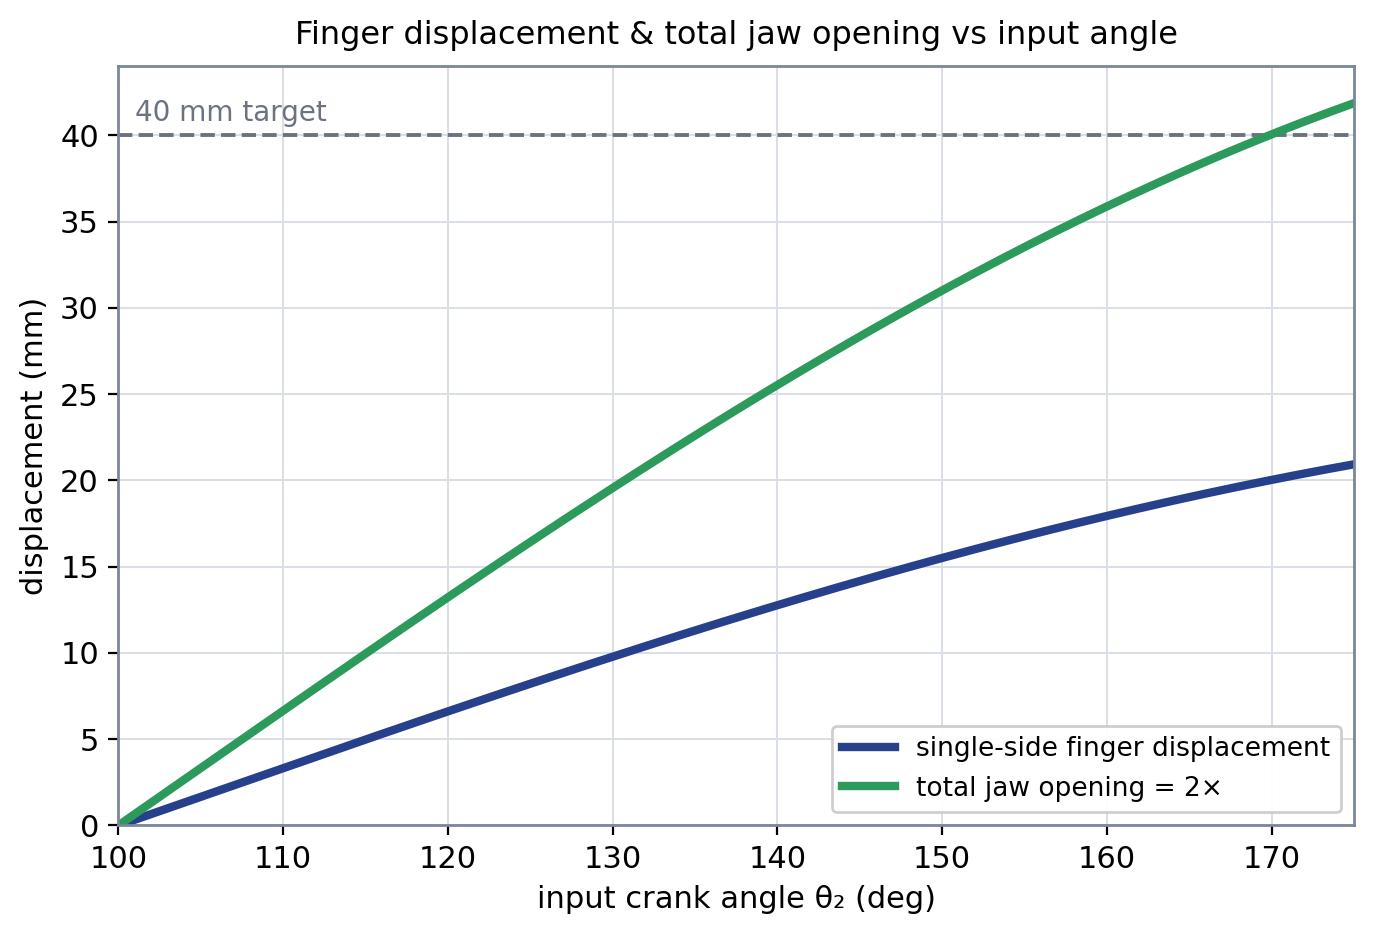 Finger displacement & total jaw opening vs input angle
40 mm target
40
35
30
25
20
15
10
5
0
displacement (mm)
100 110 120 130 140 150 160 170
input crank angle θ₂ (deg)
single-side finger displacement
total jaw opening = 2×